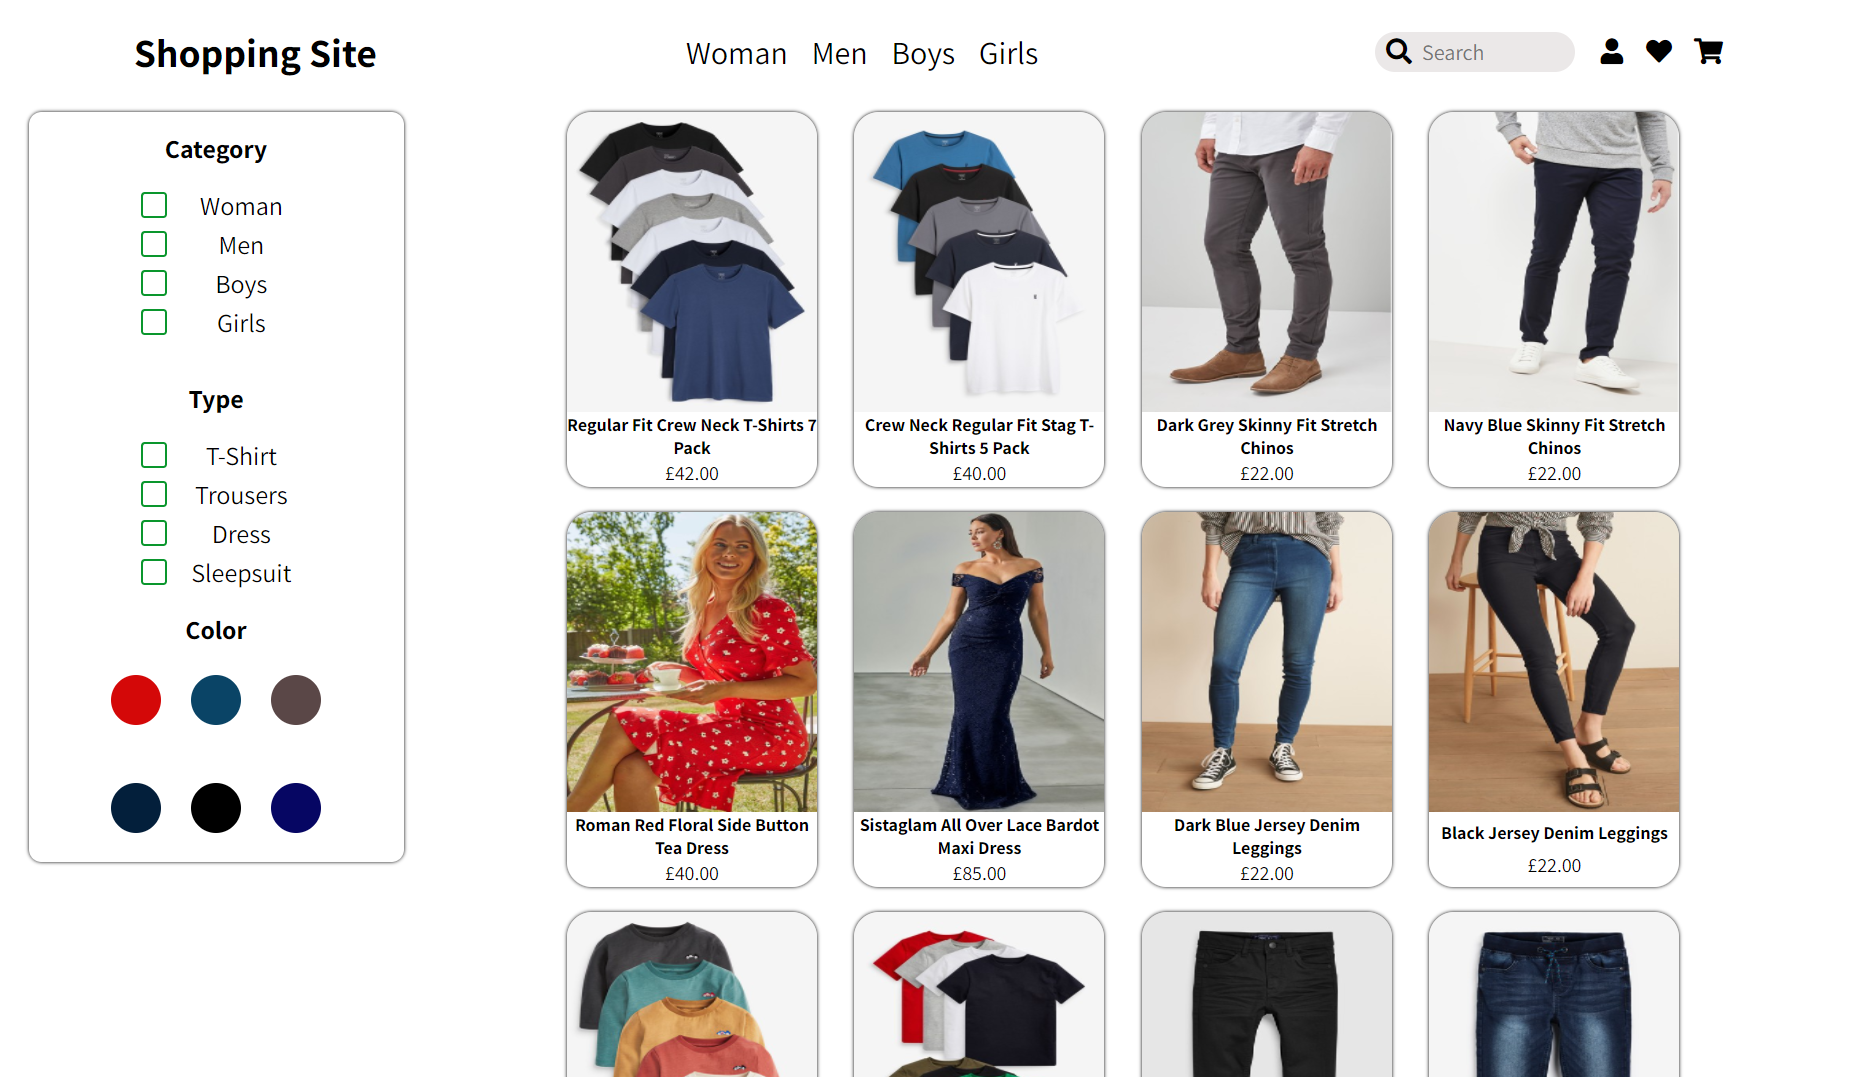 Shopping Site
Woman Men Boys Girls
Search
Category
Woman
Men
Boys
Girls
Type
T-Shirt
Trousers
Dress
Sleepsuit
Color
Regular Fit Crew Neck T-Shirts 7
Pack
£42.00
Crew Neck Regular Fit Stag T-
Shirts 5 Pack
£40.00
Dark Grey Skinny Fit Stretch
Chinos
£22.00
Navy Blue Skinny Fit Stretch
Chinos
£22.00
Roman Red Floral Side Button
Tea Dress
£40.00
Sistaglam All Over Lace Bardot
Maxi Dress
£85.00
Dark Blue Jersey Denim
Leggings
£22.00
Black Jersey Denim Leggings
£22.00